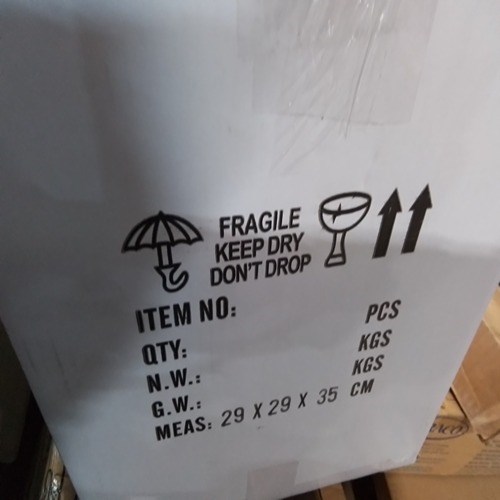 FRAGILE
KEEP DRY
DON'T DROP
ITEM NO:
QTY: PCS
N.W.: KGS
G.W.: KGS
MEAS: 29 X 29 X 35 CM